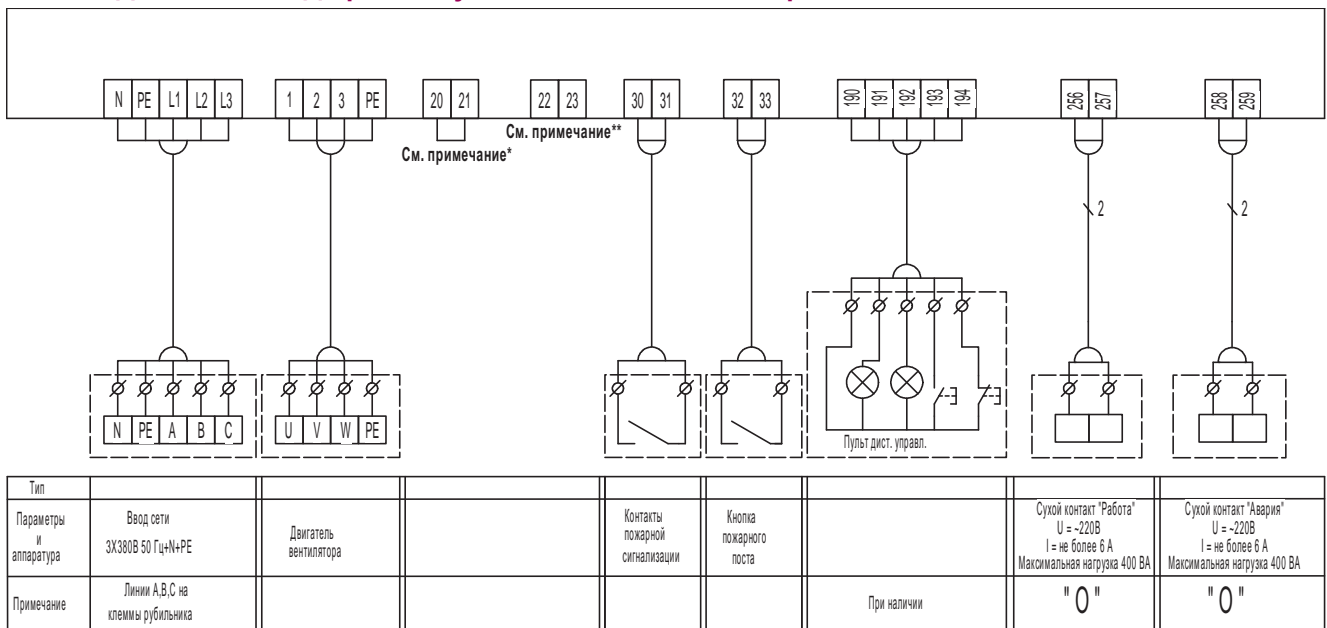 N PE L1 L2 L3
1 2 3 PE
20 21
22 23
30 31
32 33
190 191 192 193 194
256 257
258 259
См. примечание*
См. примечание**
2
2
N PE A B C
U V W PE
Пульт дист. управл.
Тип
Параметры
и
аппаратура
Ввод сети
3X380В 50 Гц+N+PE
Двигатель
вентилятора
Контакты
пожарной
сигнализации
Кнопка
пожарного
поста
Сухой контакт "Работа"
U = ~220В
I = не более 6 А
Максимальная нагрузка 400 ВА
Сухой контакт "Авария"
U = ~220В
I = не более 6 А
Максимальная нагрузка 400 ВА
Примечание
Линии А,В,С на
клеммы рубильника
При наличии
" O "
" O "